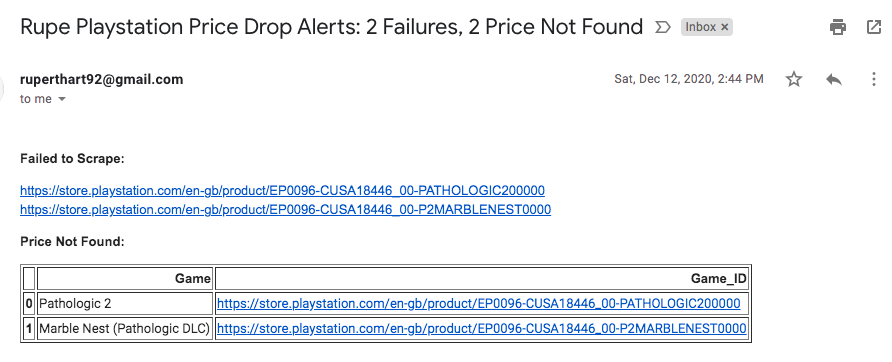 Rupe Playstation Price Drop Alerts: 2 Failures, 2 Price Not Found Inbox ×
ruperthart92@gmail.com Sat, Dec 12, 2020, 2:44 PM
to me
Failed to Scrape:
https://store.playstation.com/en-gb/product/EP0096-CUSA18446_00-PATHOLOGIC200000
https://store.playstation.com/en-gb/product/EP0096-CUSA18446_00-P2MARBLENEST0000
Price Not Found:
Game Game_ID
0 Pathologic 2 https://store.playstation.com/en-gb/product/EP0096-CUSA18446_00-PATHOLOGIC200000
1 Marble Nest (Pathologic DLC) https://store.playstation.com/en-gb/product/EP0096-CUSA18446_00-P2MARBLENEST0000